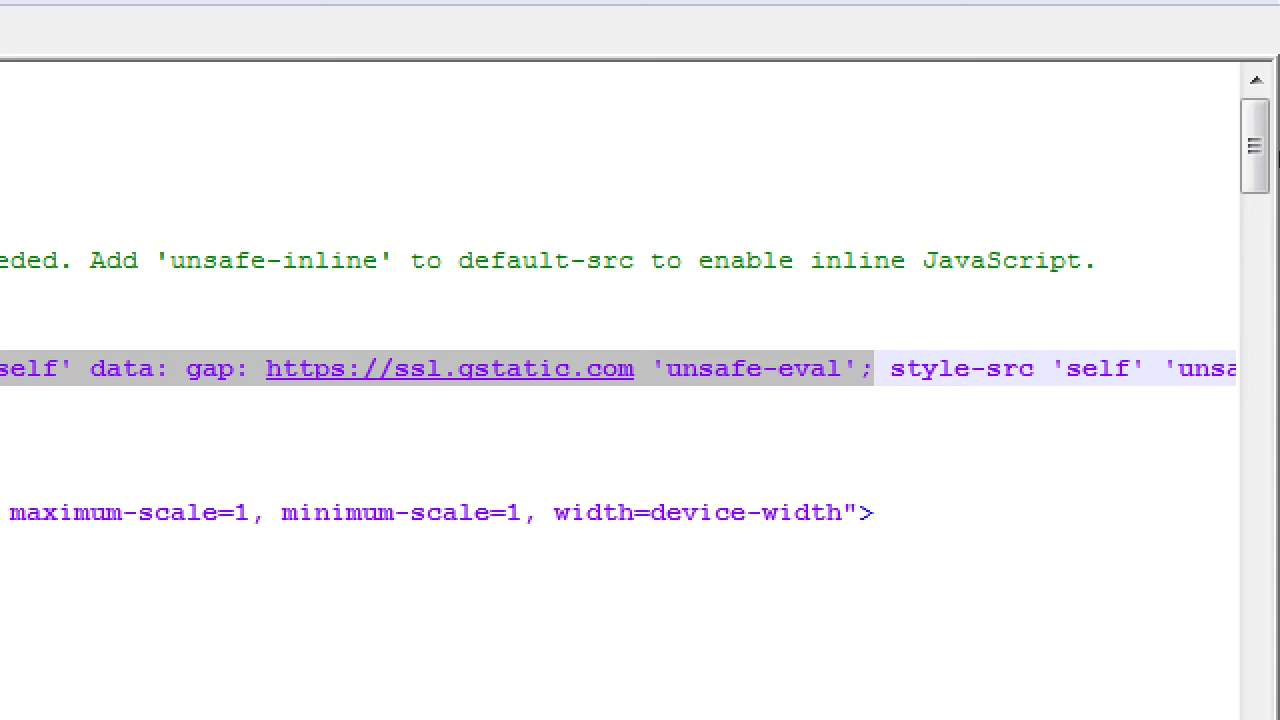 eded. Add 'unsafe-inline' to default-src to enable inline JavaScript.
self' data: gap: https://ssl.gstatic.com 'unsafe-eval'; style-src 'self' 'unsa
maximum-scale=1, minimum-scale=1, width=device-width">